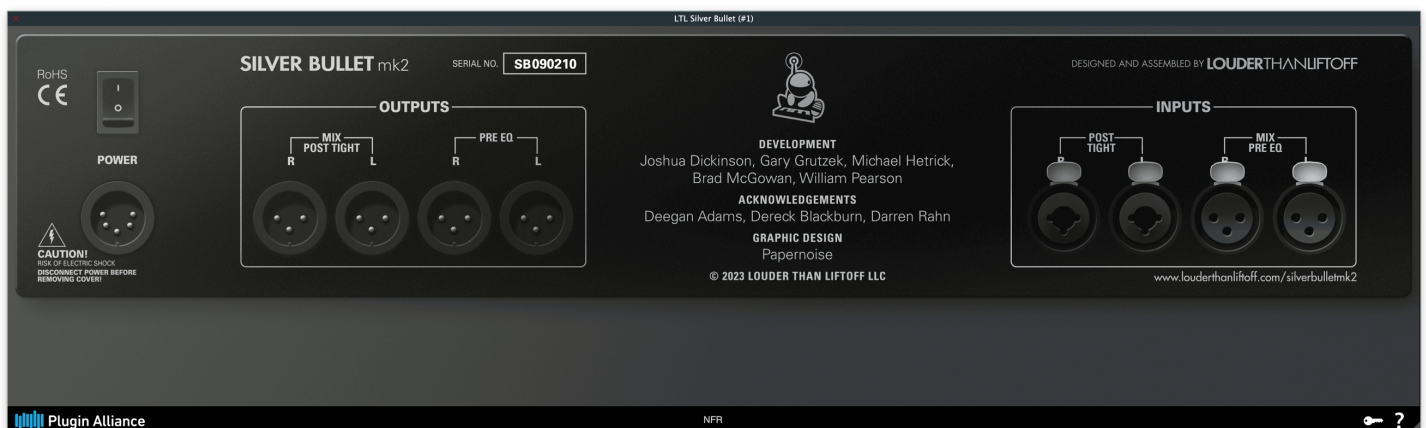 LTL Silver Bullet (#1)
RoHS
CE
I
O
POWER
CAUTION!
RISK OF ELECTRIC SHOCK
DISCONNECT POWER BEFORE
REMOVING COVER!
SILVER BULLET mk2
SERIAL NO. SB090210
OUTPUTS
MIX
POST TIGHT
R L
PRE EQ
R L
DEVELOPMENT
Joshua Dickinson, Gary Grutzek, Michael Hetrick,
Brad McGowan, William Pearson
ACKNOWLEDGEMENTS
Deegan Adams, Dereck Blackburn, Darren Rahn
GRAPHIC DESIGN
Papernoise
© 2023 LOUDER THAN LIFTOFF LLC
DESIGNED AND ASSEMBLED BY LOUDERTHɅNLIFTOFF
INPUTS
POST
TIGHT
R L
MIX
PRE EQ
R L
www.louderthanliftoff.com/silverbulletmk2
Plugin Alliance
NFR
?